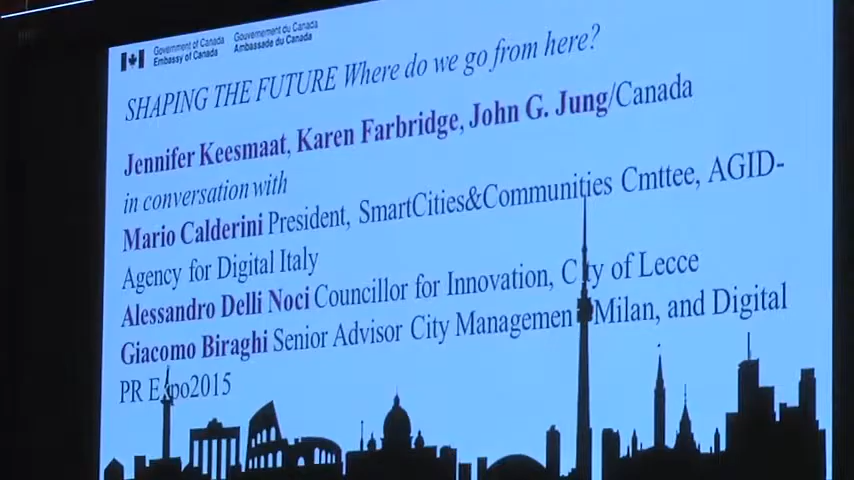 Government of Canada Gouvernement du Canada
Embassy of Canada Ambassade du Canada
SHAPING THE FUTURE Where do we go from here?
Jennifer Keesmaat, Karen Farbridge, John G. Jung/Canada
in conversation with
Mario Calderini President, SmartCities&Communities Cmttee, AGID-
Agency for Digital Italy
Alessandro Delli Noci Councillor for Innovation, City of Lecce
Giacomo Biraghi Senior Advisor City Managemen Milan, and Digital
PR Expo2015